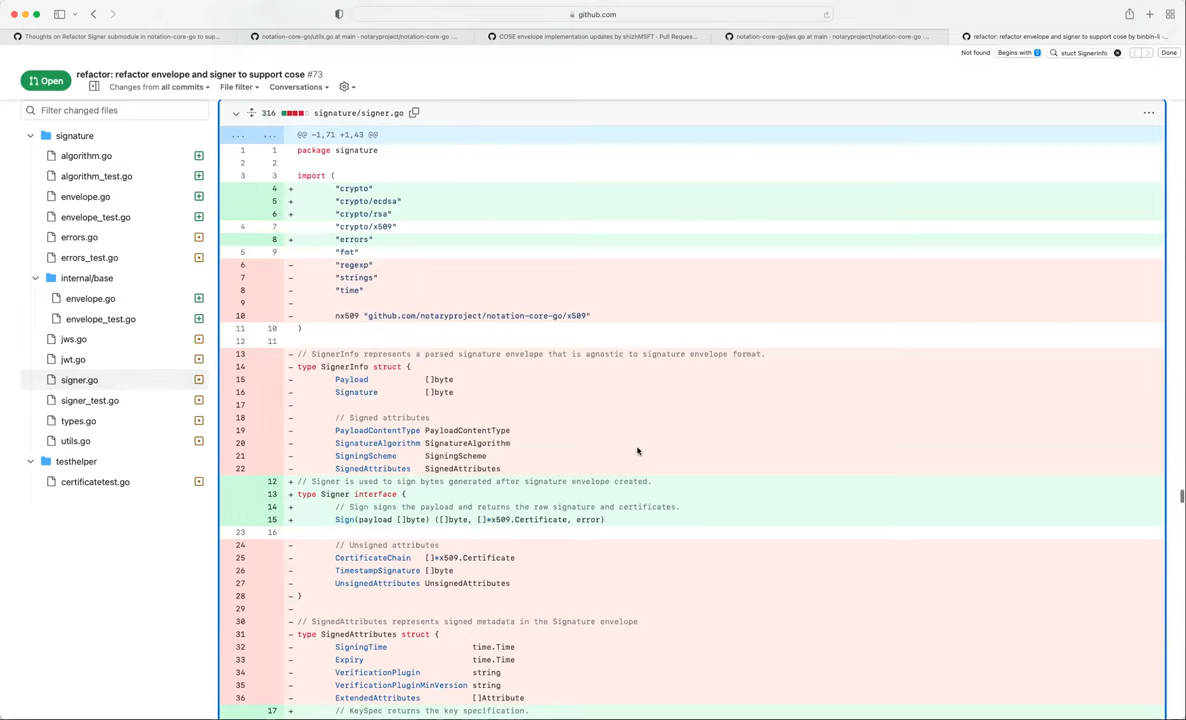 github.com
Thoughts on Refactor Signer submodule in notation-core-go to sup...
notation-core-go/utils.go at main · notaryproject/notation-core-go -...
COSE envelope implementation updates by shizhMSFT · Pull Reques...
notation-core-go/jws.go at main · notaryproject/notation-core-go -...
refactor: refactor envelope and signer to support cose by binbin-li -...
Not found Begins with stuct SignerInfo Done
Open
refactor: refactor envelope and signer to support cose #73
Changes from all commits File filter Conversations
Filter changed files
signature
algorithm.go
algorithm_test.go
envelope.go
envelope_test.go
errors.go
errors_test.go
internal/base
envelope.go
envelope_test.go
jws.go
jwt.go
signer.go
signer_test.go
types.go
utils.go
testhelper
certificatetest.go
316 signature/signer.go
... ... @@ -1,71 +1,43 @@
1 1 package signature
2 2
3 3 import (
4 + "crypto"
5 + "crypto/ecdsa"
6 + "crypto/rsa"
4 7 "crypto/x509"
8 + "errors"
5 9 "fmt"
6 - "regexp"
7 - "strings"
8 - "time"
9 -
10 - nx509 "github.com/notaryproject/notation-core-go/x509"
11 10 )
12 11
13 - // SignerInfo represents a parsed signature envelope that is agnostic to signature envelope format.
14 - type SignerInfo struct {
15 - Payload []byte
16 - Signature []byte
17 -
18 - // Signed attributes
19 - PayloadContentType PayloadContentType
20 - SignatureAlgorithm SignatureAlgorithm
21 - SigningScheme SigningScheme
22 - SignedAttributes SignedAttributes
12 + // Signer is used to sign bytes generated after signature envelope created.
13 + type Signer interface {
14 + // Sign signs the payload and returns the raw signature and certificates.
15 + Sign(payload []byte) ([]byte, []*x509.Certificate, error)
23 16
24 - // Unsigned attributes
25 - CertificateChain []*x509.Certificate
26 - TimestampSignature []byte
27 - UnsignedAttributes UnsignedAttributes
28 - }
29 -
30 - // SignedAttributes represents signed metadata in the Signature envelope
31 - type SignedAttributes struct {
32 - SigningTime time.Time
33 - Expiry time.Time
34 - VerificationPlugin string
35 - VerificationPluginMinVersion string
36 - ExtendedAttributes []Attribute
17 + // KeySpec returns the key specification.